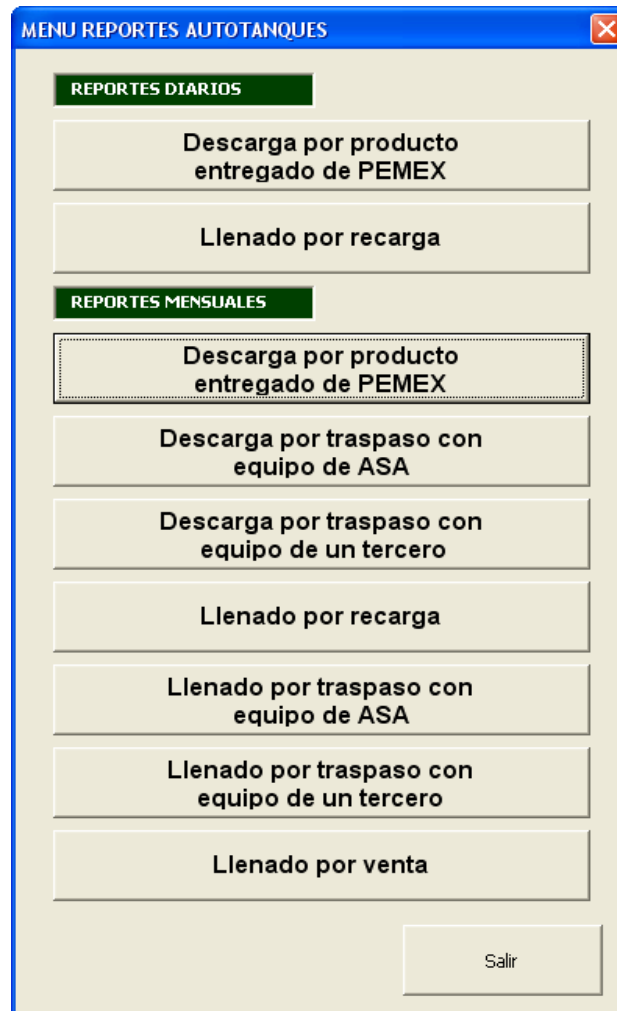 MENU REPORTES AUTOTANQUES
REPORTES DIARIOS
Descarga por producto
entregado de PEMEX
Llenado por recarga
REPORTES MENSUALES
Descarga por producto
entregado de PEMEX
Descarga por traspaso con
equipo de ASA
Descarga por traspaso con
equipo de un tercero
Llenado por recarga
Llenado por traspaso con
equipo de ASA
Llenado por traspaso con
equipo de un tercero
Llenado por venta
Salir